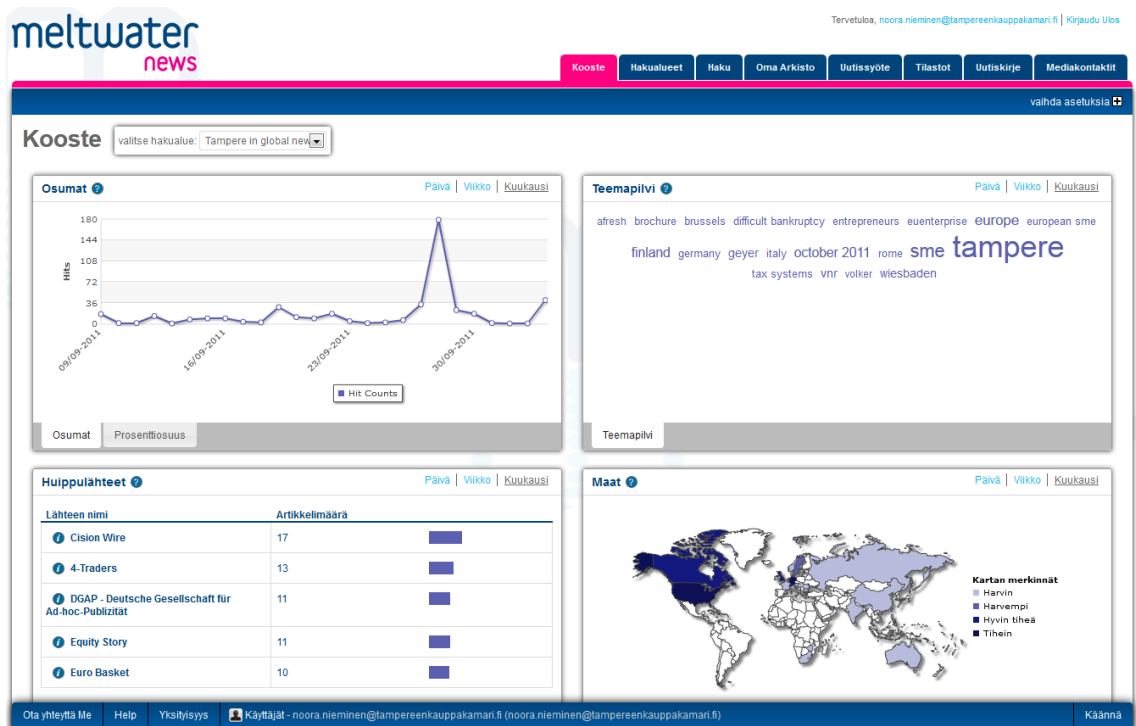 meltwater
news
Tervetuloa, noora.nieminen@tampereenkauppakamari.fi | Kirjaudu Ulos
Kooste Hakualueet Haku Oma Arkisto Uutissyöte Tilastot Uutiskirje Mediakontaktit
vaihda asetuksia
Kooste valitse hakualue: Tampere in global new
Osumat ? Päivä | Viikko | Kuukausi
180
144
108
72
36
0
Hits
09/09-2011 16/09-2011 23/09-2011 30/09-2011
Hit Counts
Osumat Prosenttiosuus
Teemapilvi ? Päivä | Viikko | Kuukausi
afresh brochure brussels difficult bankruptcy entrepreneurs euenterprise europe european sme
finland germany geyer italy october 2011 rome sme tampere
tax systems vnr volker wiesbaden
Teemapilvi
Huippulähteet ? Päivä | Viikko | Kuukausi
Lähteen nimi Artikkelimäärä
i Cision Wire 17
i 4-Traders 13
i DGAP - Deutsche Gesellschaft für
Ad-hoc-Publizität 11
i Equity Story 11
i Euro Basket 10
Maat ? Päivä | Viikko | Kuukausi
Kartan merkinnät
Harvin
Harvempi
Hyvin tiheä
Tihein
Ota yhteyttä Me Help Yksityisyys Käyttäjät - noora.nieminen@tampereenkauppakamari.fi (noora.nieminen@tampereenkauppakamari.fi) Käännä